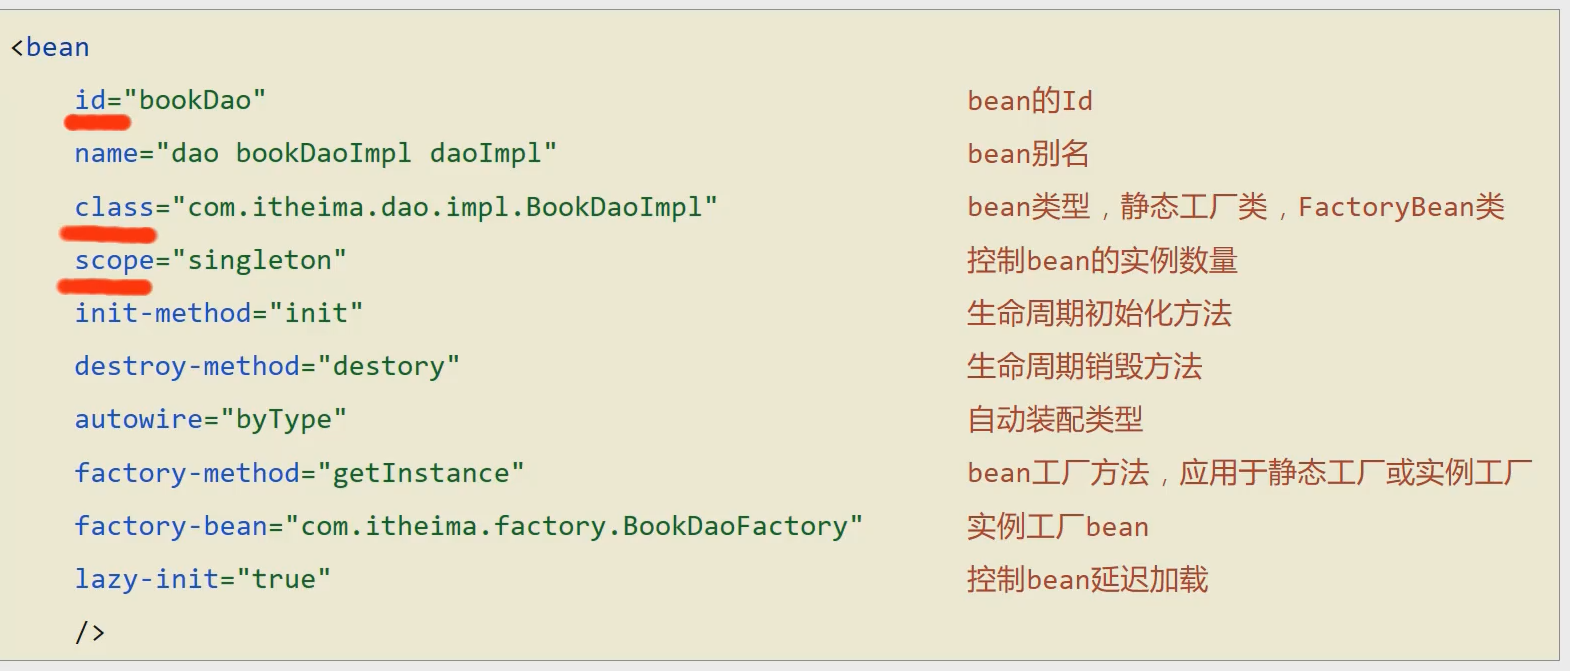 <bean
id="bookDao" bean的Id
name="dao bookDaoImpl daoImpl" bean别名
class="com.itheima.dao.impl.BookDaoImpl" bean类型，静态工厂类，FactoryBean类
scope="singleton" 控制bean的实例数量
init-method="init" 生命周期初始化方法
destroy-method="destory" 生命周期销毁方法
autowire="byType" 自动装配类型
factory-method="getInstance" bean工厂方法，应用于静态工厂或实例工厂
factory-bean="com.itheima.factory.BookDaoFactory" 实例工厂bean
lazy-init="true" 控制bean延迟加载
/>